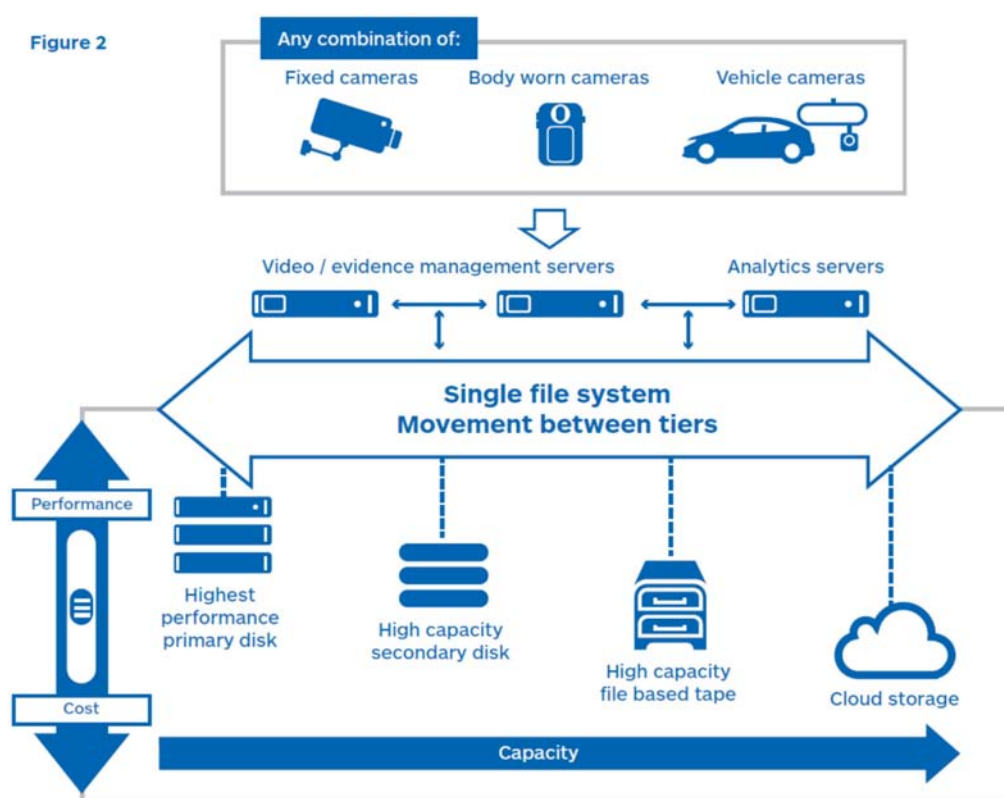 Figure 2
Any combination of:
Fixed cameras
Body worn cameras
Vehicle cameras
Video / evidence management servers
Analytics servers
Single file system
Movement between tiers
Performance
Highest
performance
primary disk
High capacity
secondary disk
High capacity
file based tape
Cloud storage
Cost
Capacity